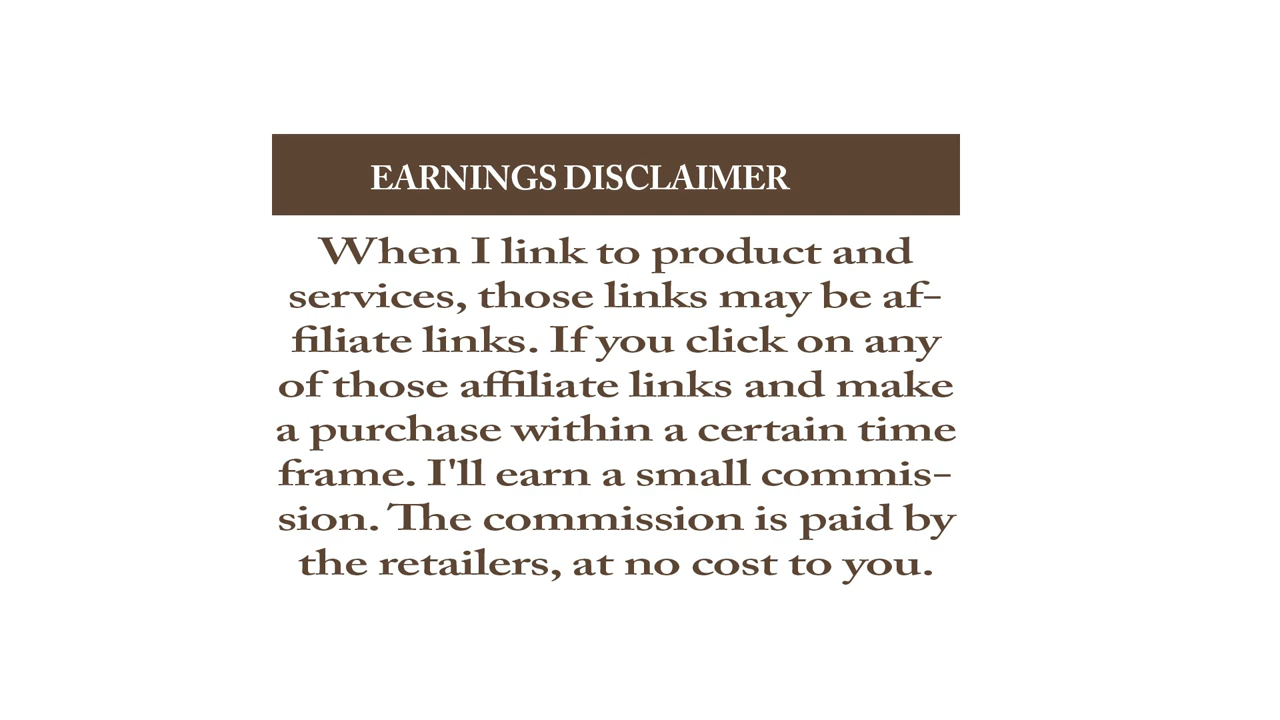 EARNINGS DISCLAIMER
When I link to product and
services, those links may be af-
filiate links. If you click on any
of those affiliate links and make
a purchase within a certain time
frame. I'll earn a small commis-
sion. The commission is paid by
the retailers, at no cost to you.